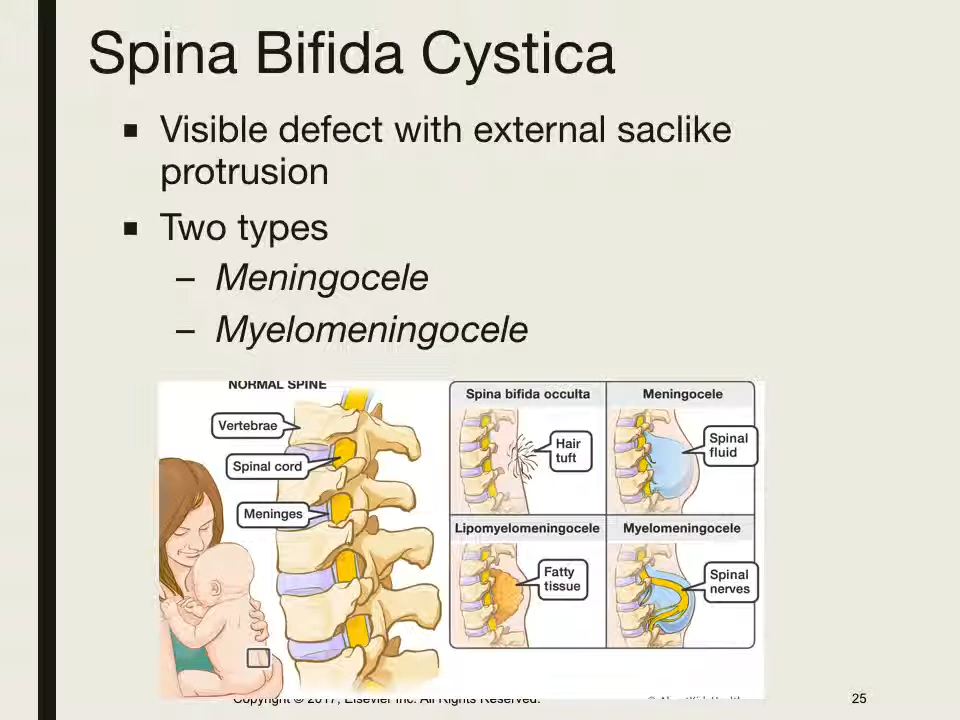 Spina Bifida Cystica
■ Visible defect with external saclike
protrusion
■ Two types
– Meningocele
– Myelomeningocele
NORMAL SPINE
Vertebrae
Spinal cord
Meninges
Spina bifida occulta
Hair
tuft
Meningocele
Spinal
fluid
Lipomyelomeningocele
Fatty
tissue
Myelomeningocele
Spinal
nerves
Copyright © 2017, Elsevier Inc. All Rights Reserved.
25